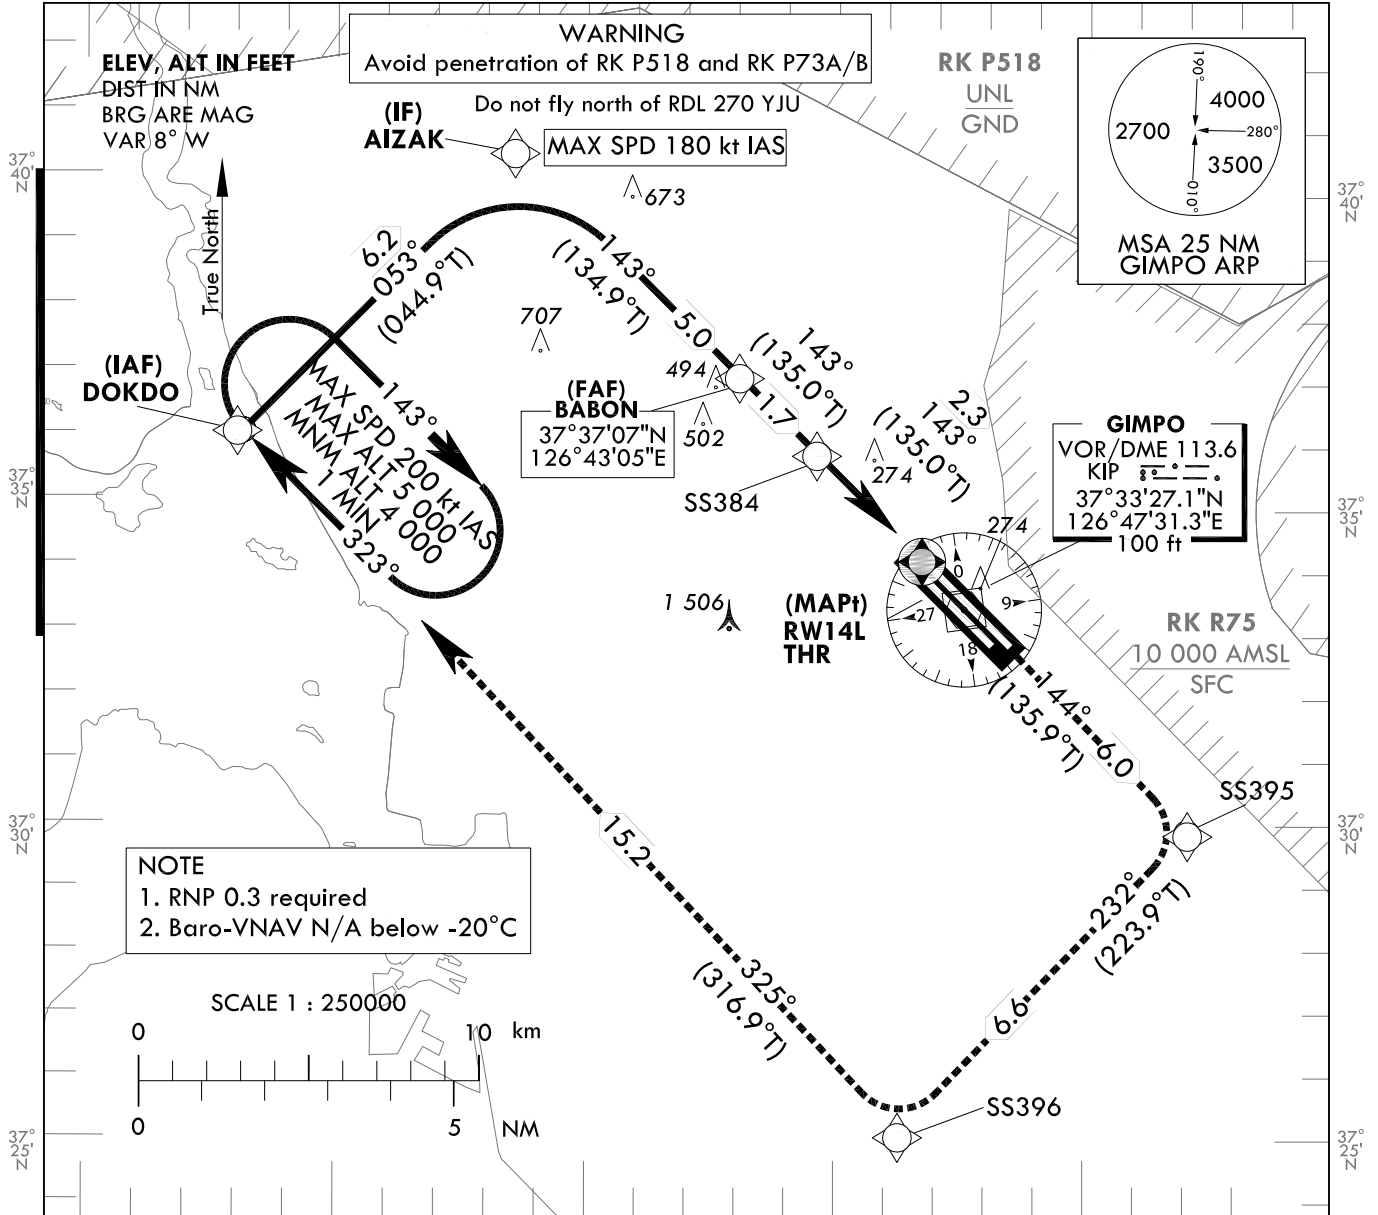 WARNING
Avoid penetration of RK P518 and RK P73A/B
ELEV, ALT IN FEET
DIST IN NM
BRG ARE MAG
VAR 8° W
Do not fly north of RDL 270 YJU
(IF)
AIZAK
MAX SPD 180 kt IAS
RK P518
UNL
GND
190°
4000
2700
280°
3500
010°
MSA 25 NM
GIMPO ARP
37°
40'
N
37°
40'
N
True North
673
6.2
053°
(044.9°T)
143°
(134.9°T)
5.0
707
(IAF)
DOKDO
MAX SPD 200 kt IAS
MAX ALT 5 000
MNM ALT 4 000
1 MIN
143°
323°
494
502
(FAF)
BABON
37°37'07"N
126°43'05"E
143°
(135.0°T)
1.7
SS384
274
2.3
143°
(135.0°T)
GIMPO
VOR/DME 113.6
KIP
37°33'27.1"N
126°47'31.3"E
100 ft
37°
35'
N
37°
35'
N
274
0
9
18
27
1 506
(MAPt)
RW14L
THR
RK R75
10 000 AMSL
SFC
144°
(135.9°T)
6.0
SS395
37°
30'
N
37°
30'
N
15.2
232°
(223.9°T)
6.6
325°
(316.9°T)
NOTE
1. RNP 0.3 required
2. Baro-VNAV N/A below -20°C
SCALE 1 : 250000
0 10 km
0 5 NM
SS396
37°
25'
N
37°
25'
N